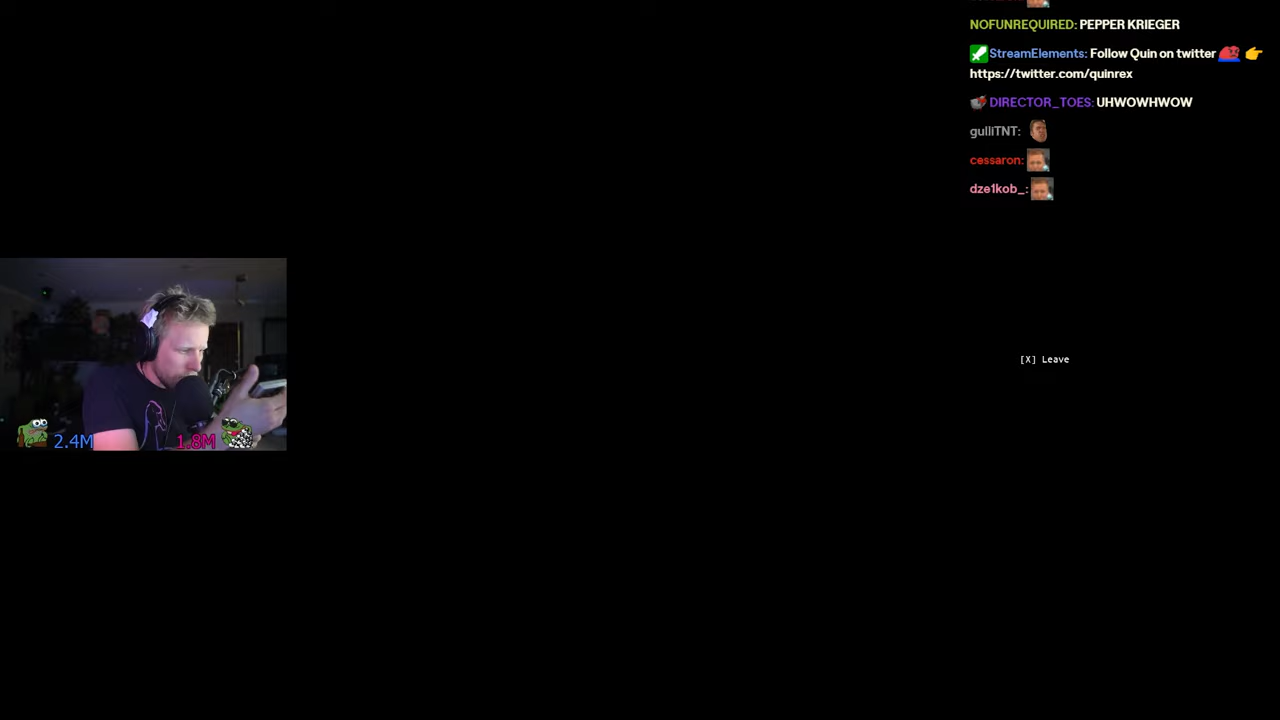 NOFUNREQUIRED: PEPPER KRIEGER
StreamElements: Follow Quin on twitter
https://twitter.com/quinrex
DIRECTOR_TOES: UHWOWHWOW
gulliTNT:
cessaron:
dze1kob_:
[X] Leave
2.4M
1.8M